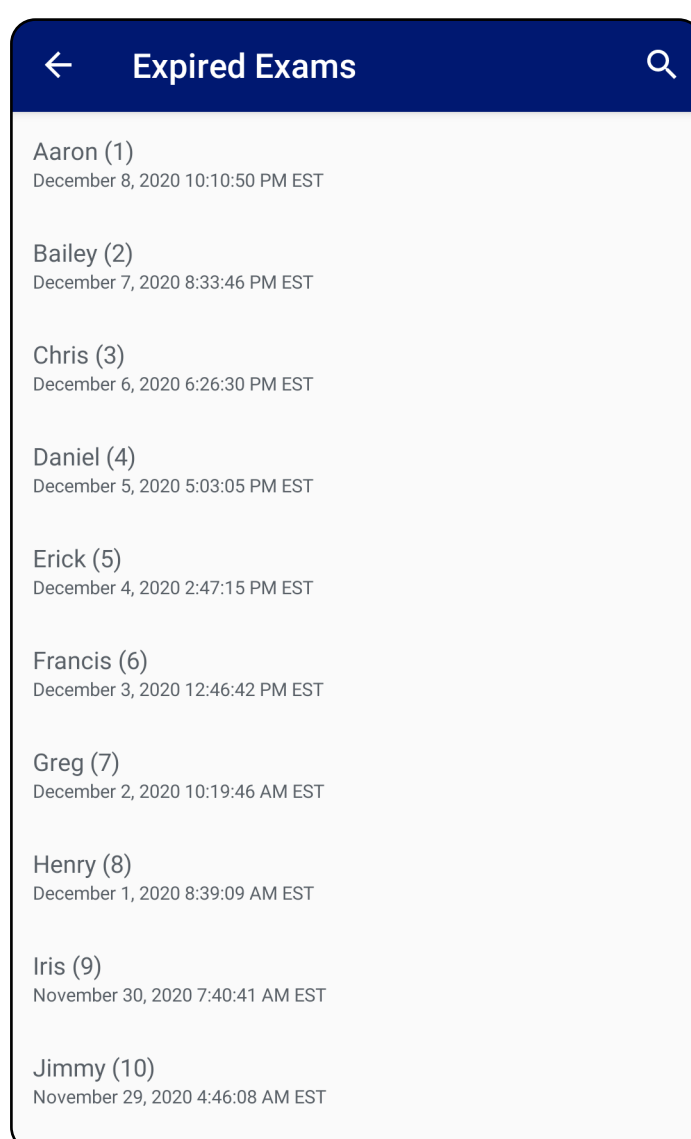 Expired Exams
Aaron (1)
December 8, 2020 10:10:50 PM EST
Bailey (2)
December 7, 2020 8:33:46 PM EST
Chris (3)
December 6, 2020 6:26:30 PM EST
Daniel (4)
December 5, 2020 5:03:05 PM EST
Erick (5)
December 4, 2020 2:47:15 PM EST
Francis (6)
December 3, 2020 12:46:42 PM EST
Greg (7)
December 2, 2020 10:19:46 AM EST
Henry (8)
December 1, 2020 8:39:09 AM EST
Iris (9)
November 30, 2020 7:40:41 AM EST
Jimmy (10)
November 29, 2020 4:46:08 AM EST